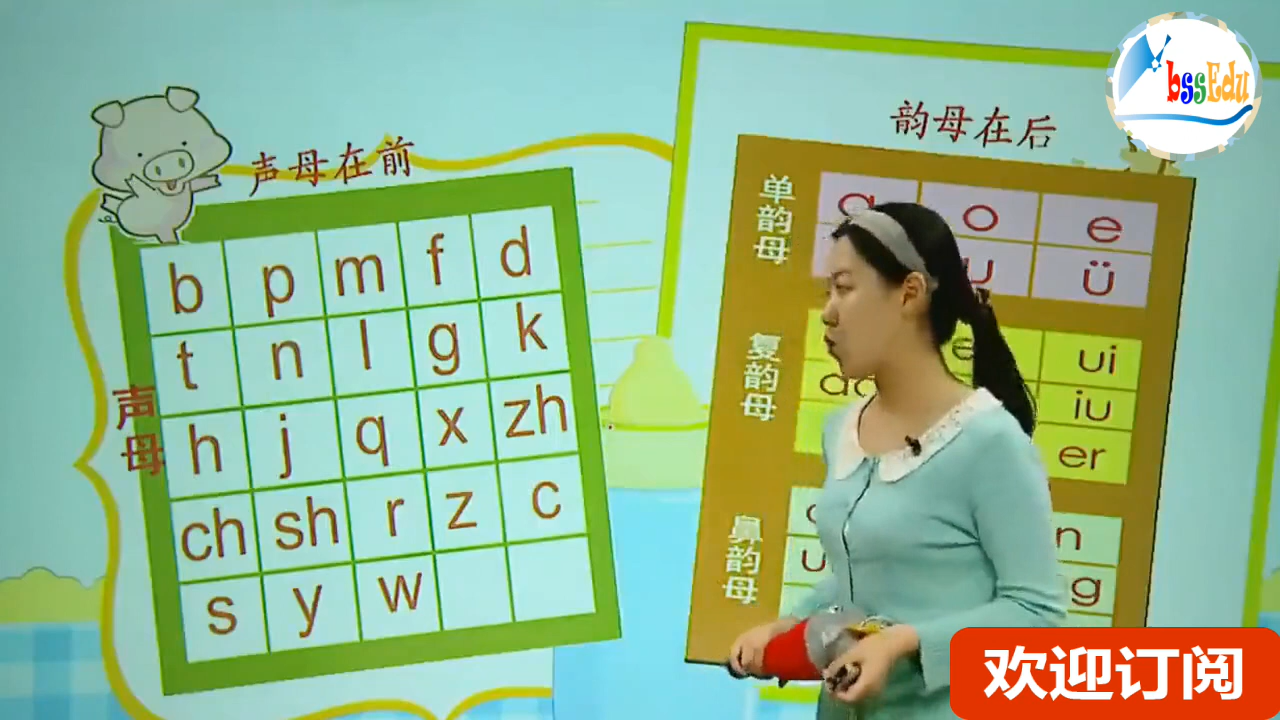 bssEdu
声母在前
韵母在后
声母
b p m f d
t n l g k
h j q x zh
ch sh r z c
s y w
单韵母
o e
u ü
复韵母
ui
iu
er
鼻韵母
欢迎订阅